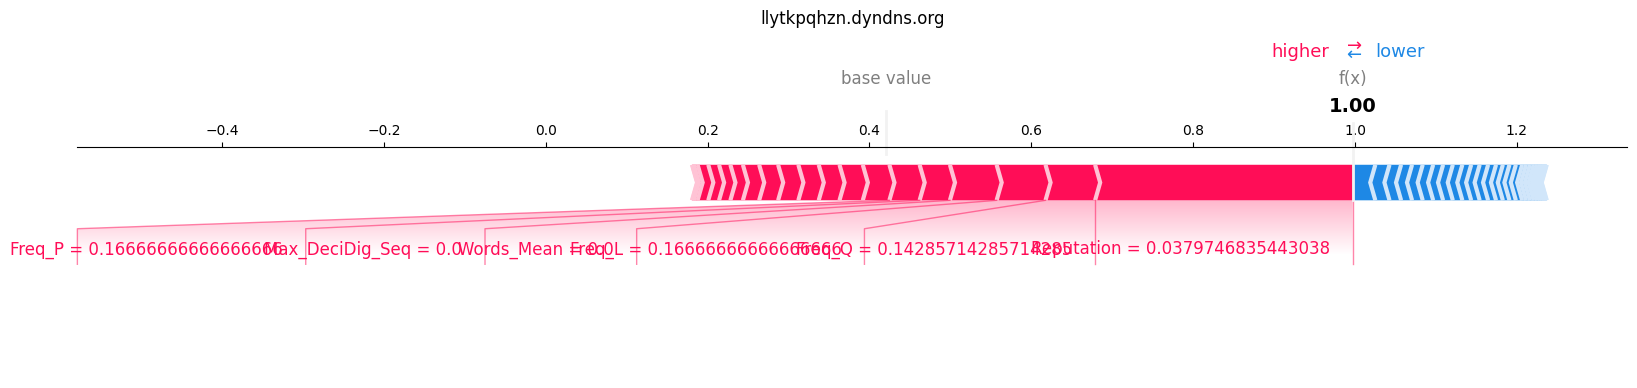 llytkpqhzn.dyndns.org
higher ⇄ lower
base value
f(x)
1.00
−0.4 −0.2 0.0 0.2 0.4 0.6 0.8 1.0 1.2
Freq_P = 0.16666666666666666 Max_DeciDig_Seq = 0.0 Words_Mean = 0.0 Freq_L = 0.16666666666666666 Freq_Q = 0.14285714285714285 Reputation = 0.0379746835443038